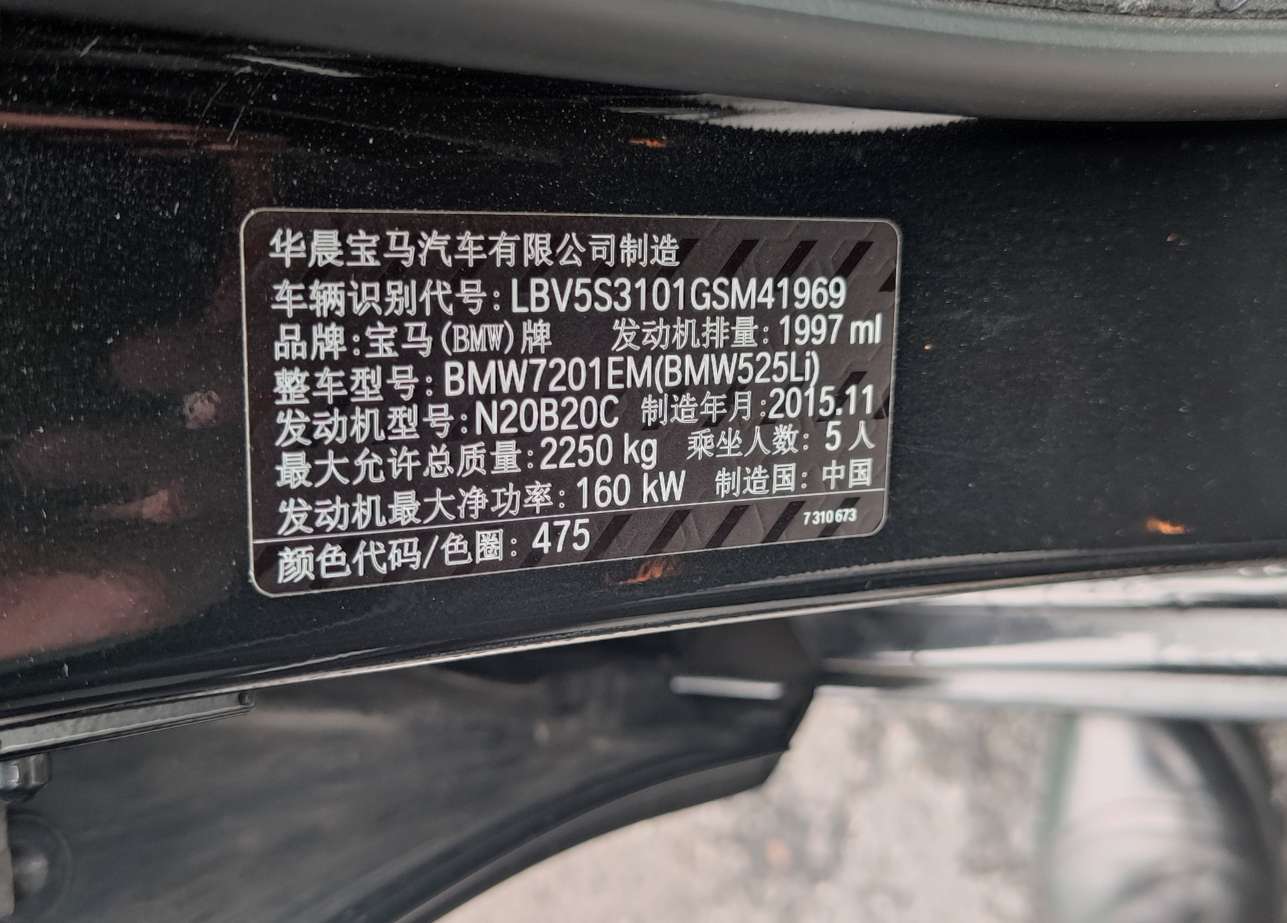 华晨宝马汽车有限公司制造
车辆识别代号: LBV5S3101GSM41969
品牌:宝马(BMW)牌 发动机排量: 1997 ml
整车型号: BMW7201EM(BMW525Li)
发动机型号: N20B20C 制造年月:2015.11
最大允许总质量: 2250 kg 乘坐人数: 5 人
发动机最大净功率: 160 kW 制造国: 中国
颜色代码/色圈: 475 7 310 673